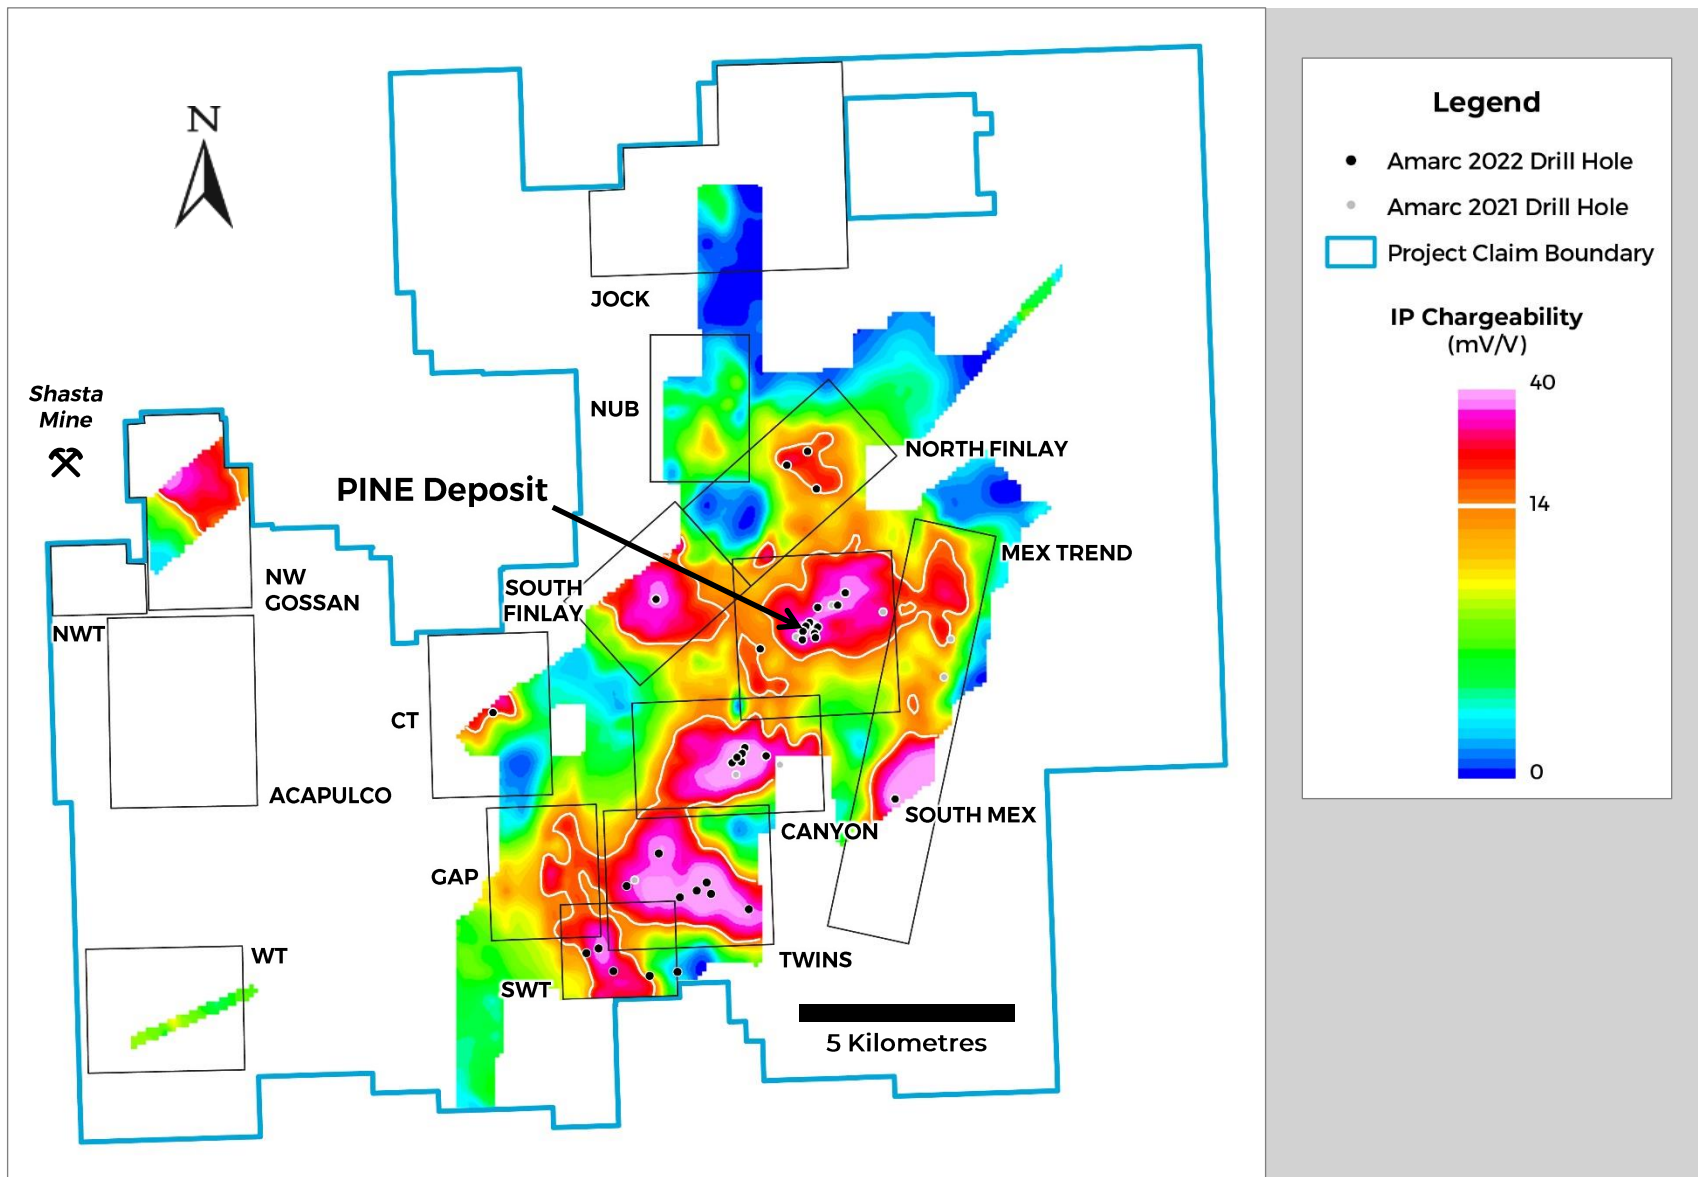 N
JOCK
Shasta
Mine
NUB
NORTH FINLAY
PINE Deposit
MEX TREND
NW
GOSSAN
SOUTH
FINLAY
NWT
CT
ACAPULCO
SOUTH MEX
CANYON
GAP
WT
TWINS
SWT
5 Kilometres
Legend
Amarc 2022 Drill Hole
Amarc 2021 Drill Hole
Project Claim Boundary
IP Chargeability
(mV/V)
40
14
0